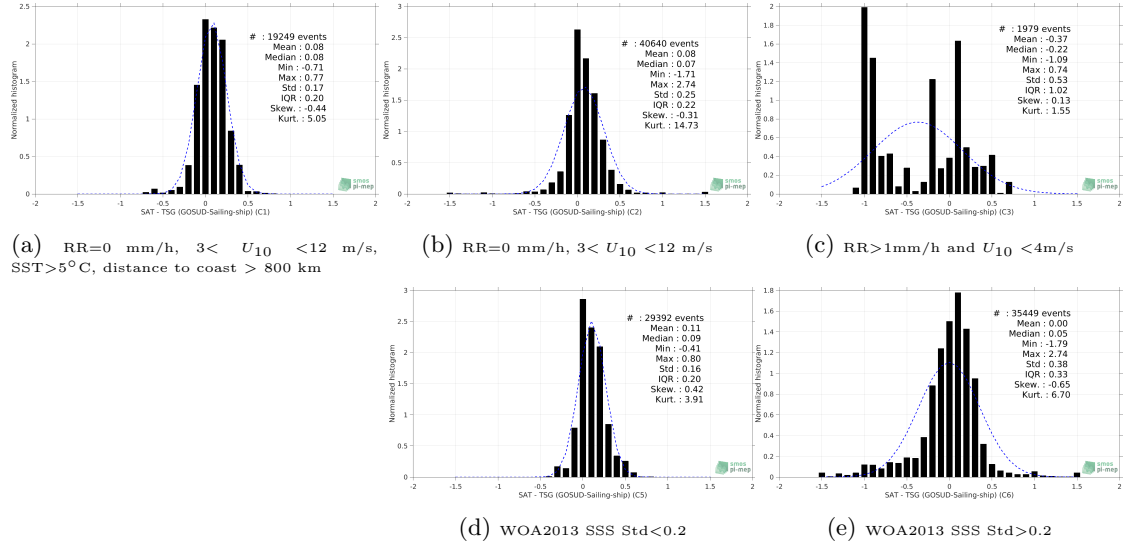 2.5
2
1.5
1
0.5
0
-2 -1.5 -1 -0.5 0 0.5 1 1.5 2
Normalized histogram
SAT - TSG (GOSUD-Sailing-ship) (C1)
# : 19249 events
Mean : 0.08
Median : 0.08
Min : -0.71
Max : 0.77
Std : 0.17
IQR : 0.20
Skew. : -0.44
Kurt. : 5.05
smos
pi-mep
(a) RR=0 mm/h, 3< U10 <12 m/s,
SST>5°C, distance to coast > 800 km
3
2.5
2
1.5
1
0.5
0
-2 -1.5 -1 -0.5 0 0.5 1 1.5 2
Normalized histogram
SAT - TSG (GOSUD-Sailing-ship) (C2)
# : 40640 events
Mean : 0.08
Median : 0.07
Min : -1.71
Max : 2.74
Std : 0.25
IQR : 0.22
Skew. : -0.31
Kurt. : 14.73
smos
pi-mep
(b) RR=0 mm/h, 3< U10 <12 m/s
2
1.8
1.6
1.4
1.2
1
0.8
0.6
0.4
0.2
0
-2 -1.5 -1 -0.5 0 0.5 1 1.5 2
Normalized histogram
SAT - TSG (GOSUD-Sailing-ship) (C3)
# : 1979 events
Mean : -0.37
Median : -0.22
Min : -1.09
Max : 0.74
Std : 0.53
IQR : 1.02
Skew. : 0.13
Kurt. : 1.55
smos
pi-mep
(c) RR>1mm/h and U10 <4m/s
3
2.5
2
1.5
1
0.5
0
-2 -1.5 -1 -0.5 0 0.5 1 1.5 2
Normalized histogram
SAT - TSG (GOSUD-Sailing-ship) (C5)
# : 29392 events
Mean : 0.11
Median : 0.09
Min : -0.41
Max : 0.80
Std : 0.16
IQR : 0.20
Skew. : 0.42
Kurt. : 3.91
smos
pi-mep
(d) WOA2013 SSS Std<0.2
1.8
1.6
1.4
1.2
1
0.8
0.6
0.4
0.2
0
-2 -1.5 -1 -0.5 0 0.5 1 1.5 2
Normalized histogram
SAT - TSG (GOSUD-Sailing-ship) (C6)
# : 35449 events
Mean : 0.00
Median : 0.05
Min : -1.79
Max : 2.74
Std : 0.38
IQR : 0.33
Skew. : -0.65
Kurt. : 6.70
smos
pi-mep
(e) WOA2013 SSS Std>0.2